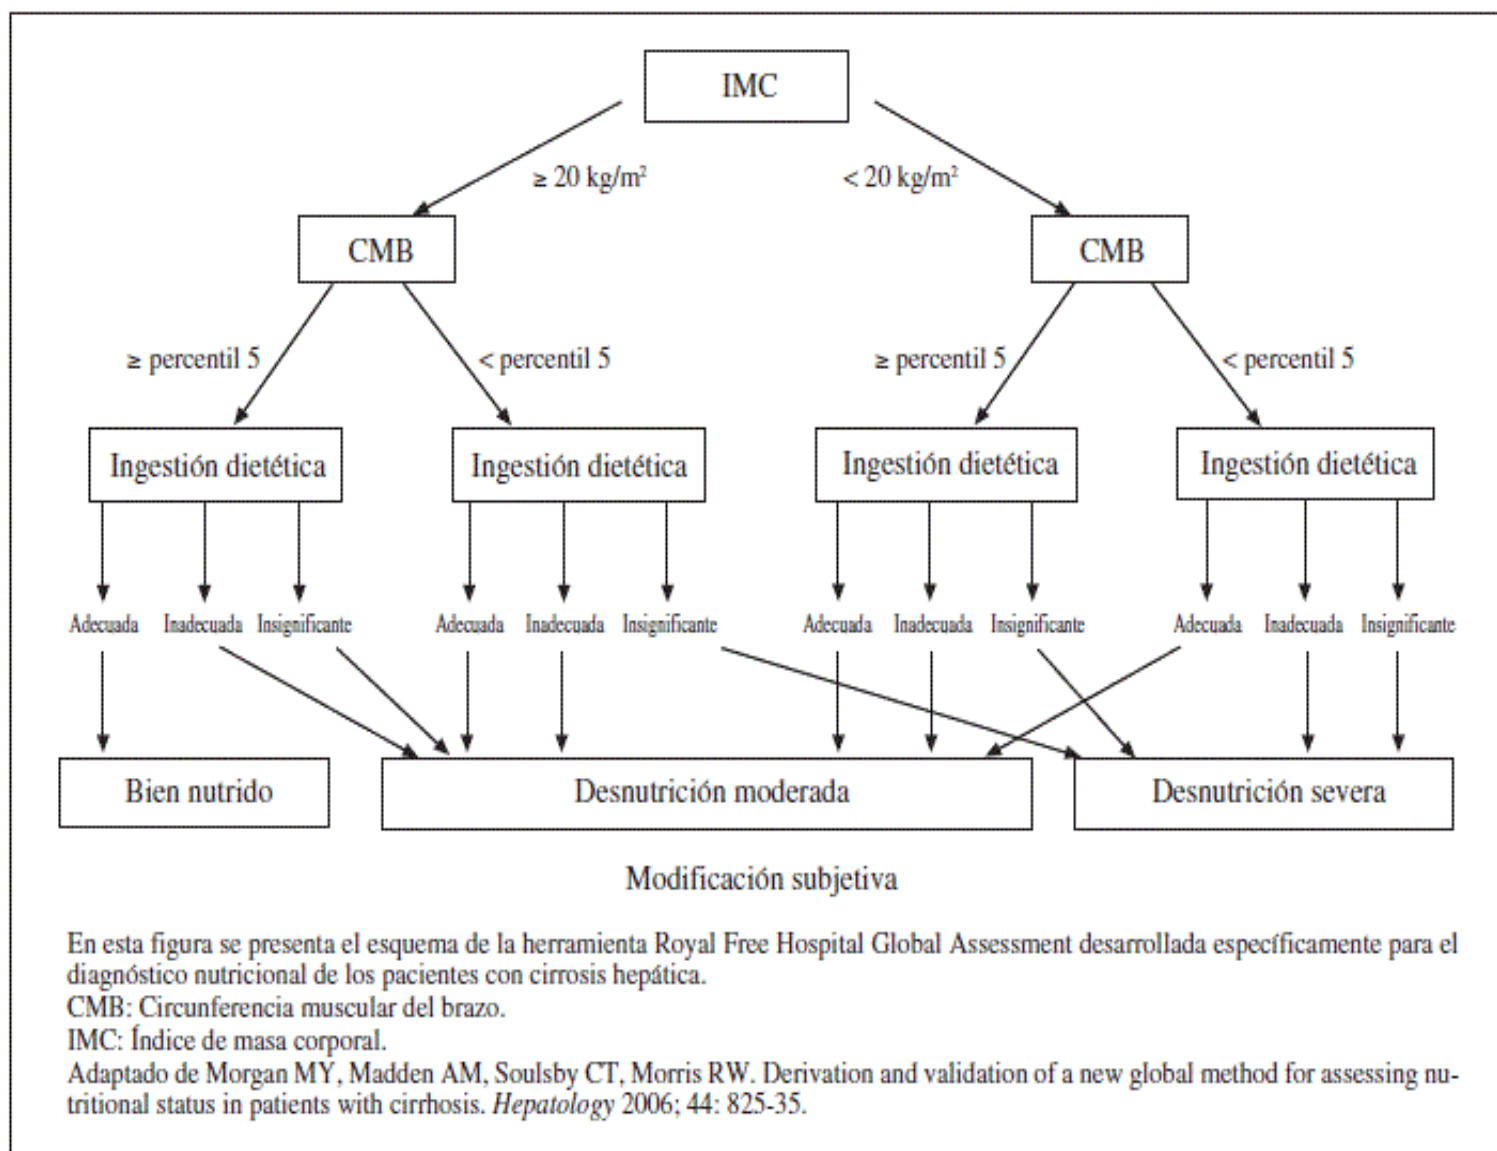 IMC
≥ 20 kg/m²
< 20 kg/m²
CMB
CMB
≥ percentil 5
< percentil 5
≥ percentil 5
< percentil 5
Ingestión dietética
Ingestión dietética
Ingestión dietética
Ingestión dietética
Adecuada Inadecuada Insignificante
Adecuada Inadecuada Insignificante
Adecuada Inadecuada Insignificante
Adecuada Inadecuada Insignificante
Bien nutrido
Desnutrición moderada
Desnutrición severa
Modificación subjetiva
En esta figura se presenta el esquema de la herramienta Royal Free Hospital Global Assessment desarrollada específicamente para el
diagnóstico nutricional de los pacientes con cirrosis hepática.
CMB: Circunferencia muscular del brazo.
IMC: Índice de masa corporal.
Adaptado de Morgan MY, Madden AM, Soulsby CT, Morris RW. Derivation and validation of a new global method for assessing nu-
tritional status in patients with cirrhosis. Hepatology 2006; 44: 825-35.